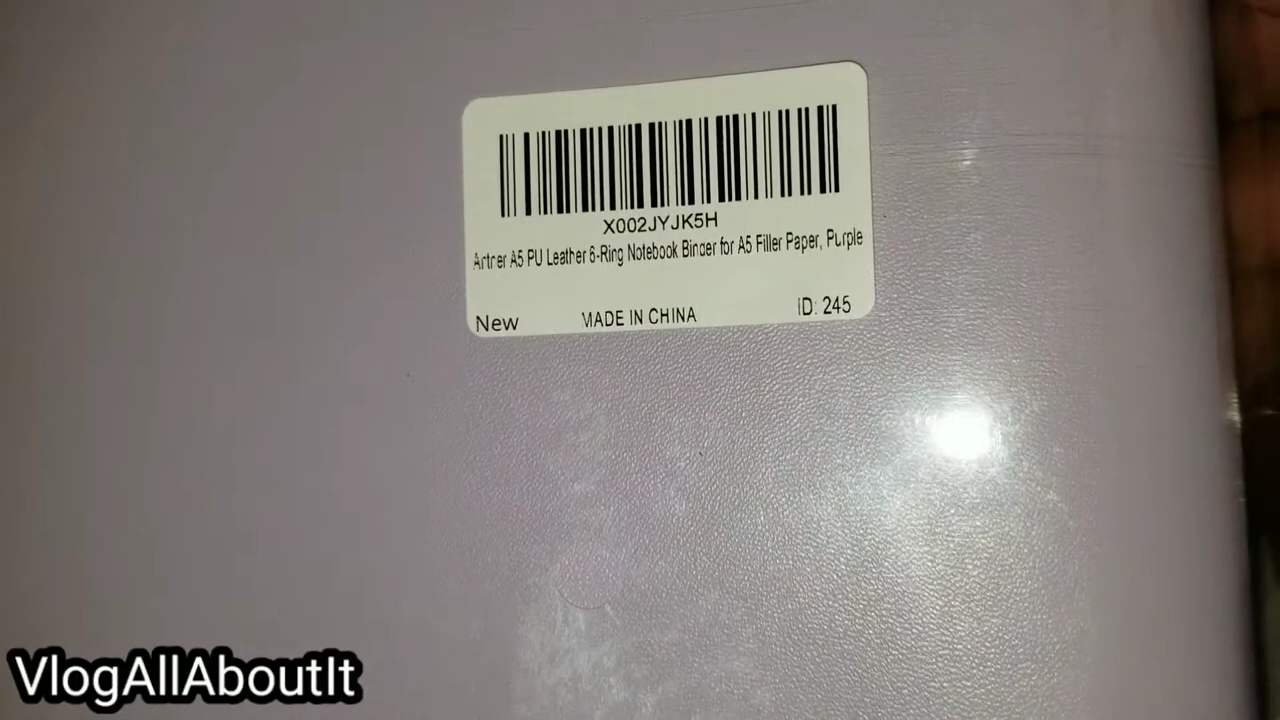 X002JYJK5H
Artner A5 PU Leather 6-Ring Notebook Binder for A5 Filler Paper, Purple
New MADE IN CHINA ID: 245
VlogAllAboutIt